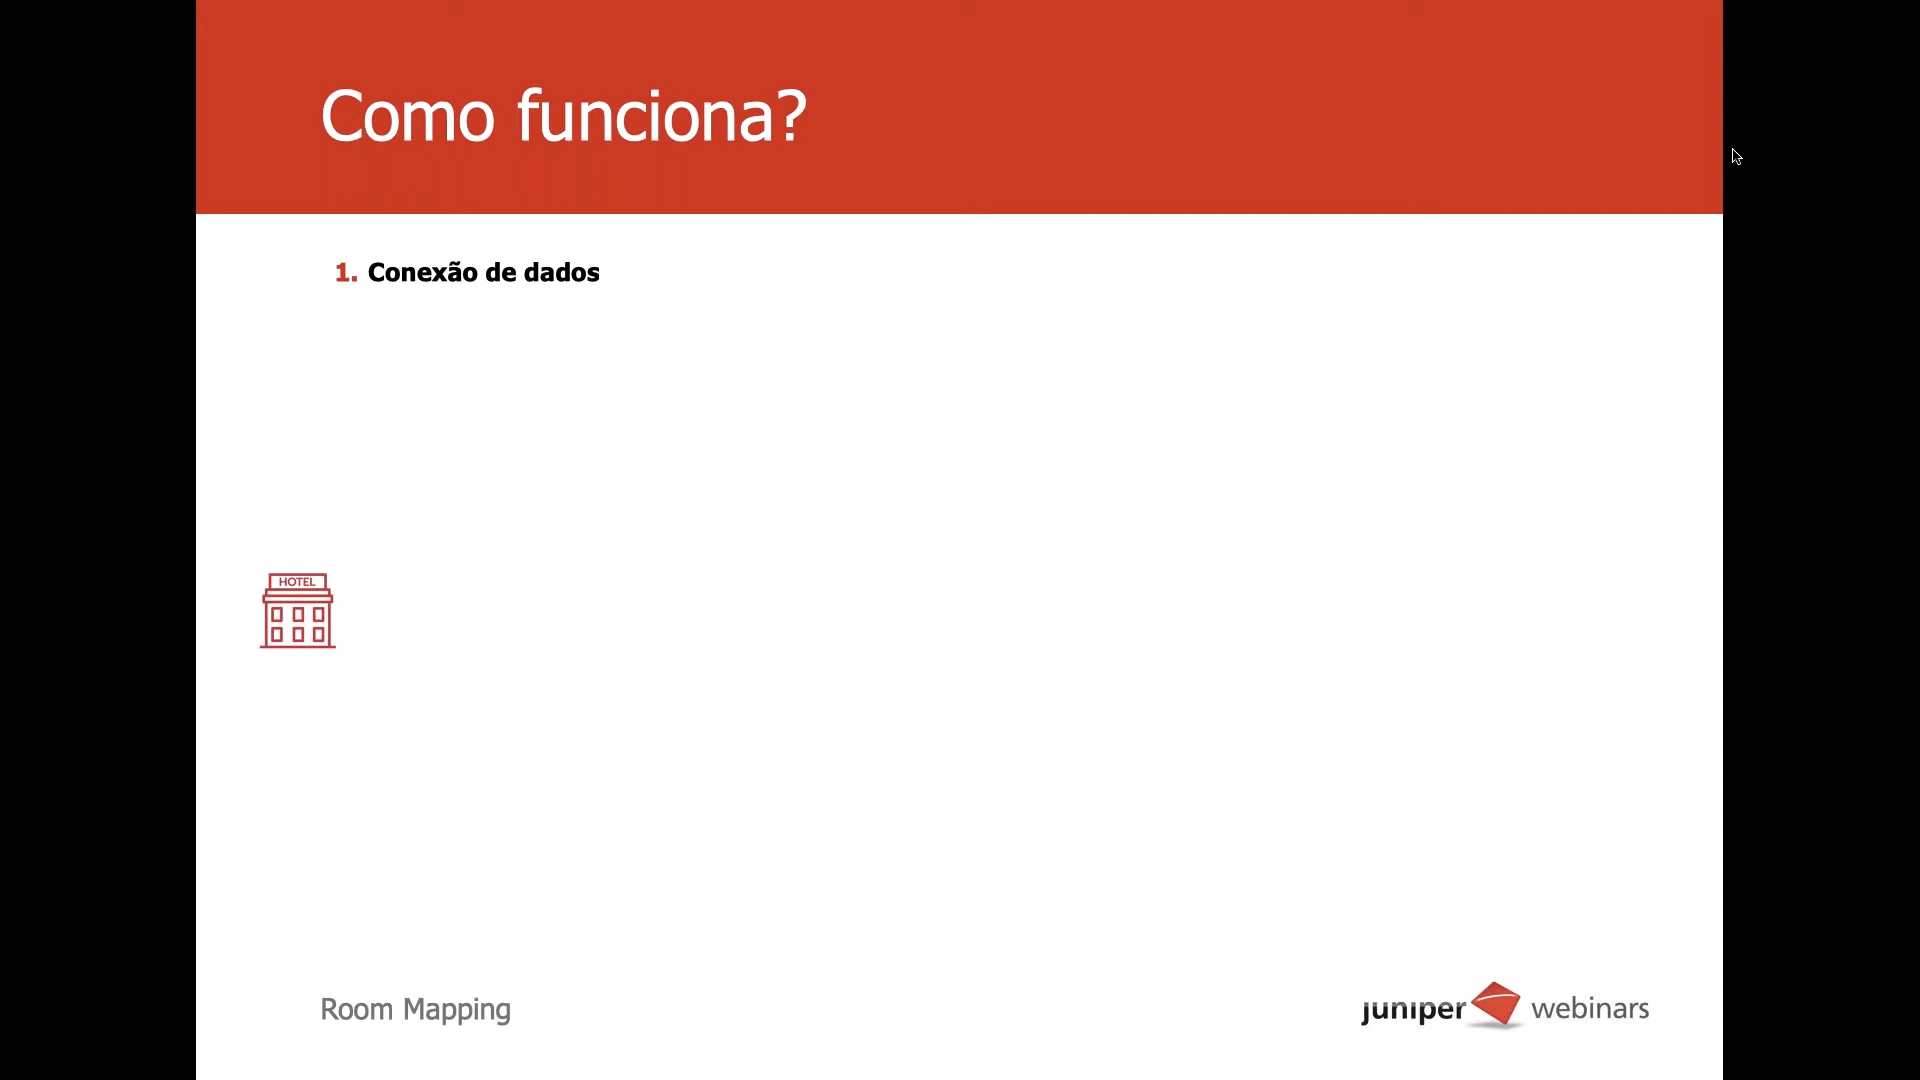 Como funciona?
1. Conexão de dados
HOTEL
Room Mapping
juniper webinars